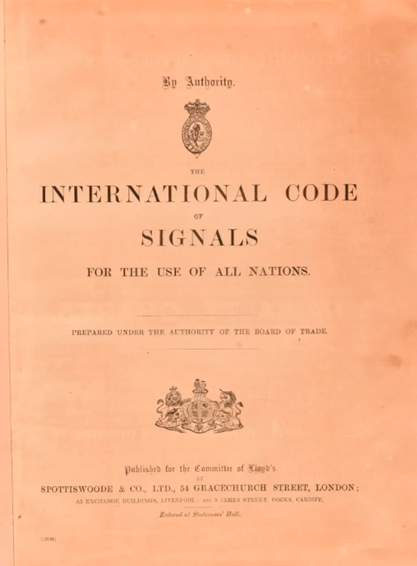 By Authority.
THE
INTERNATIONAL CODE
OF
SIGNALS
FOR THE USE OF ALL NATIONS.
PREPARED UNDER THE AUTHORITY OF THE BOARD OF TRADE.
Published for the Committee of Lloyd's
BY
SPOTTISWOODE & CO., LTD., 54 GRACECHURCH STREET, LONDON;
EXCHANGE BUILDINGS, LIVERPOOL; AND 3 JAMES STREET, DOCKS, CARDIFF.
Entered at Stationers' Hall.